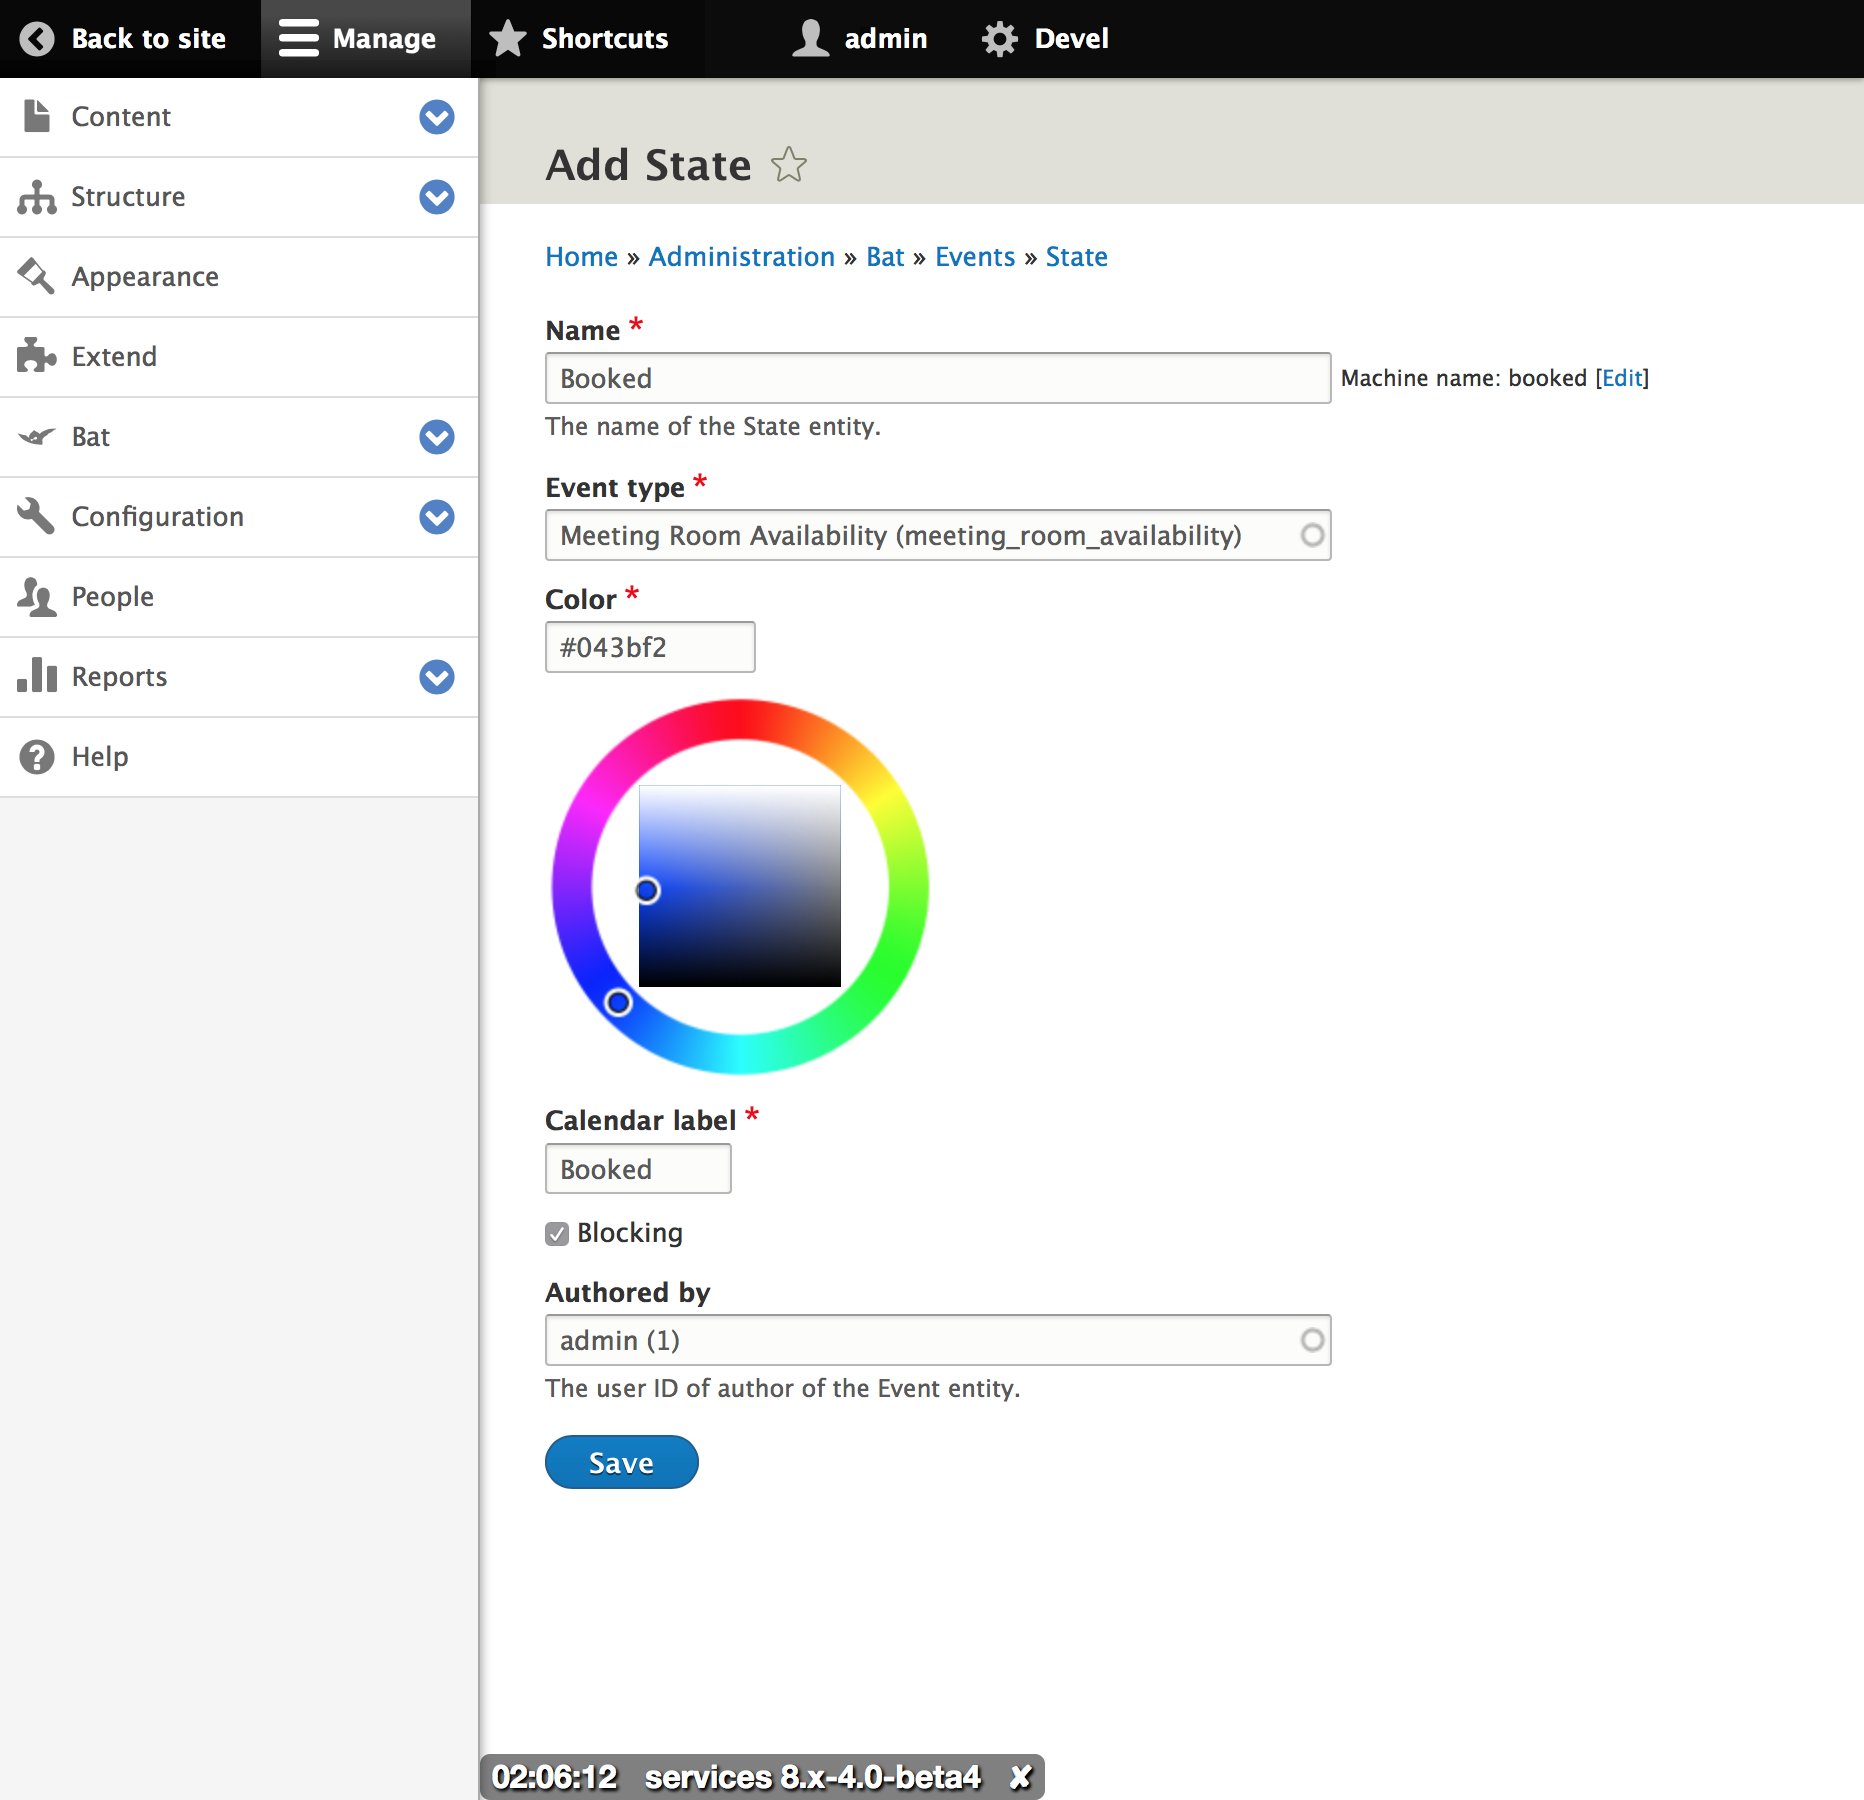 Back to site Manage Shortcuts admin Devel
Content
Structure
Appearance
Extend
Bat
Configuration
People
Reports
Help
Add State
Home » Administration » Bat » Events » State
Name *
Booked Machine name: booked [Edit]
The name of the State entity.
Event type *
Meeting Room Availability (meeting_room_availability)
Color *
#043bf2
Calendar label *
Booked
Blocking
Authored by
admin (1)
The user ID of author of the Event entity.
Save
02:06:12 services 8.x-4.0-beta4 ✘